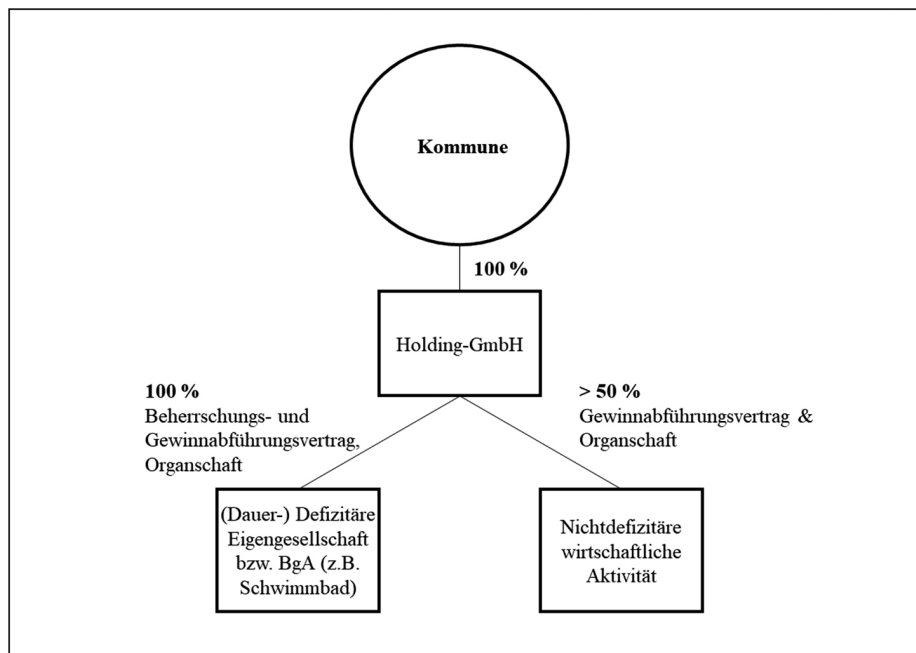 Kommune
100 %
Holding-GmbH
100 %
Beherrschungs- und
Gewinnabführungsvertrag,
Organschaft
> 50 %
Gewinnabführungsvertrag &
Organschaft
(Dauer-) Defizitäre
Eigengesellschaft
bzw. BgA (z.B.
Schwimmbad)
Nichtdefizitäre
wirtschaftliche
Aktivität